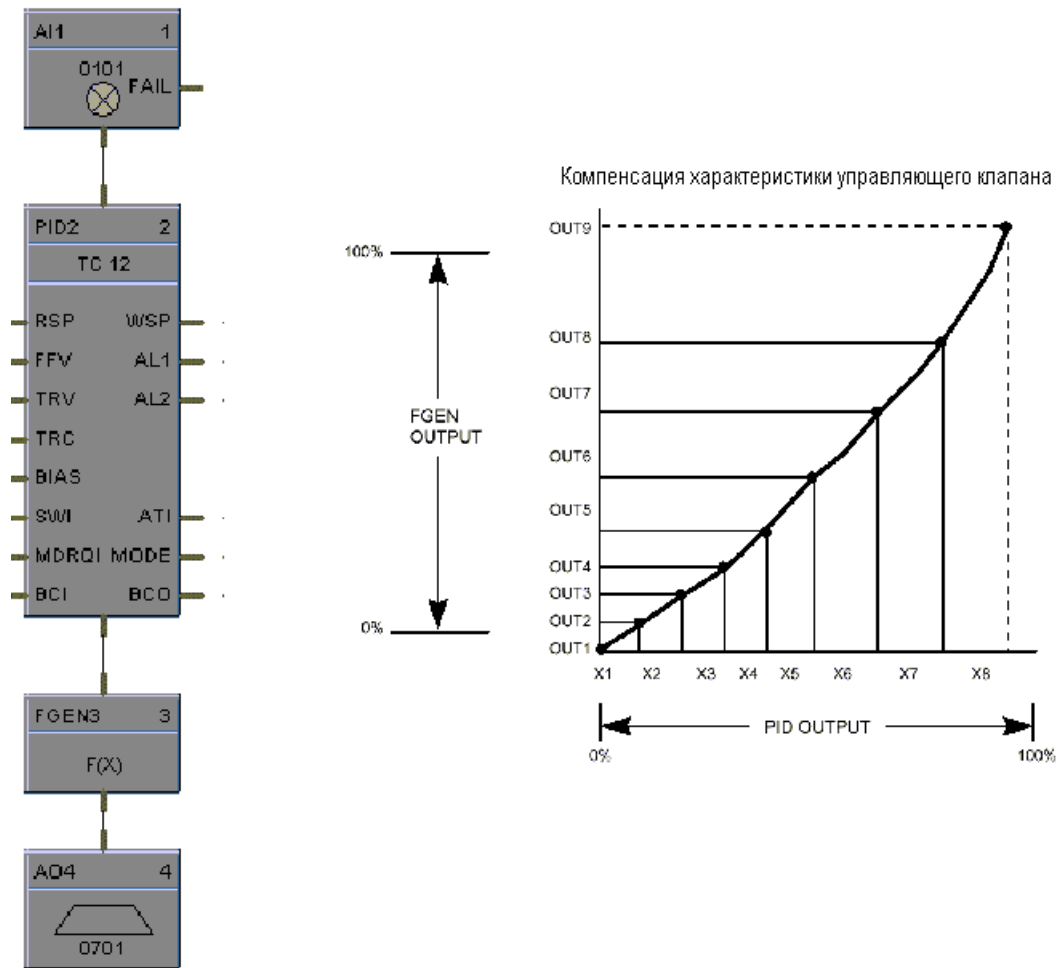 AI1 1
0101
FAIL
PID2 2
TC 12
RSP WSP
FFV AL1
TRV AL2
TRC
BIAS
SWI ATI
MDRQI MODE
BCI BCO
FGEN3 3
F(X)
AO4 4
0701
100%
FGEN
OUTPUT
0%
Компенсация характеристики управляющего клапана
OUT9
OUT8
OUT7
OUT6
OUT5
OUT4
OUT3
OUT2
OUT1
X1 X2 X3 X4 X5 X6 X7 X8
PID OUTPUT
0% 100%